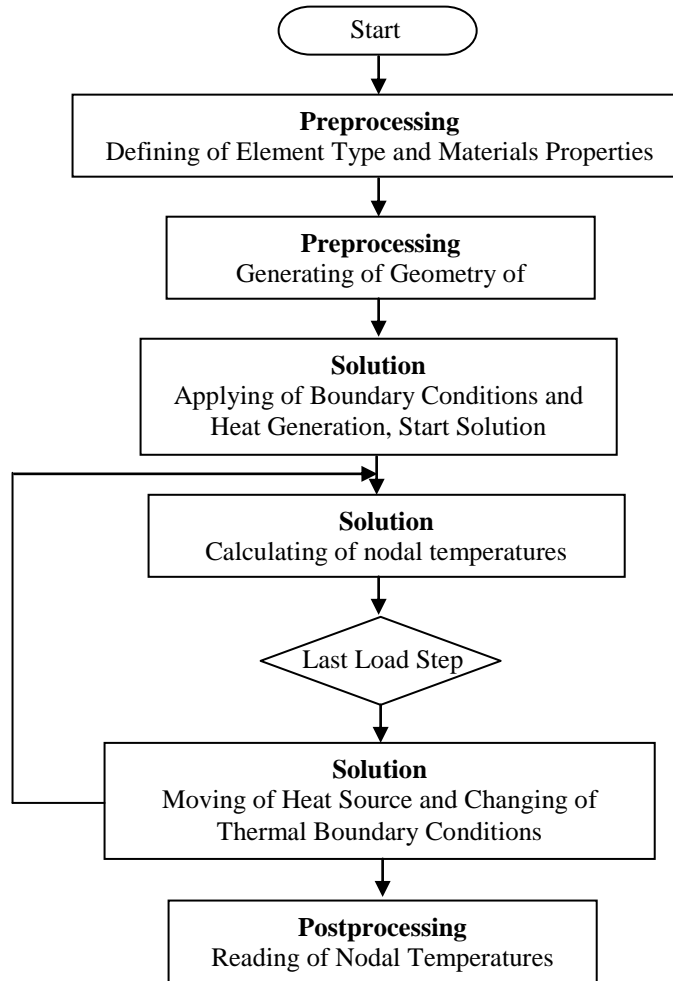 Start
Preprocessing
Defining of Element Type and Materials Properties
Preprocessing
Generating of Geometry of
Solution
Applying of Boundary Conditions and
Heat Generation, Start Solution
Solution
Calculating of nodal temperatures
Last Load Step
Solution
Moving of Heat Source and Changing of
Thermal Boundary Conditions
Postprocessing
Reading of Nodal Temperatures